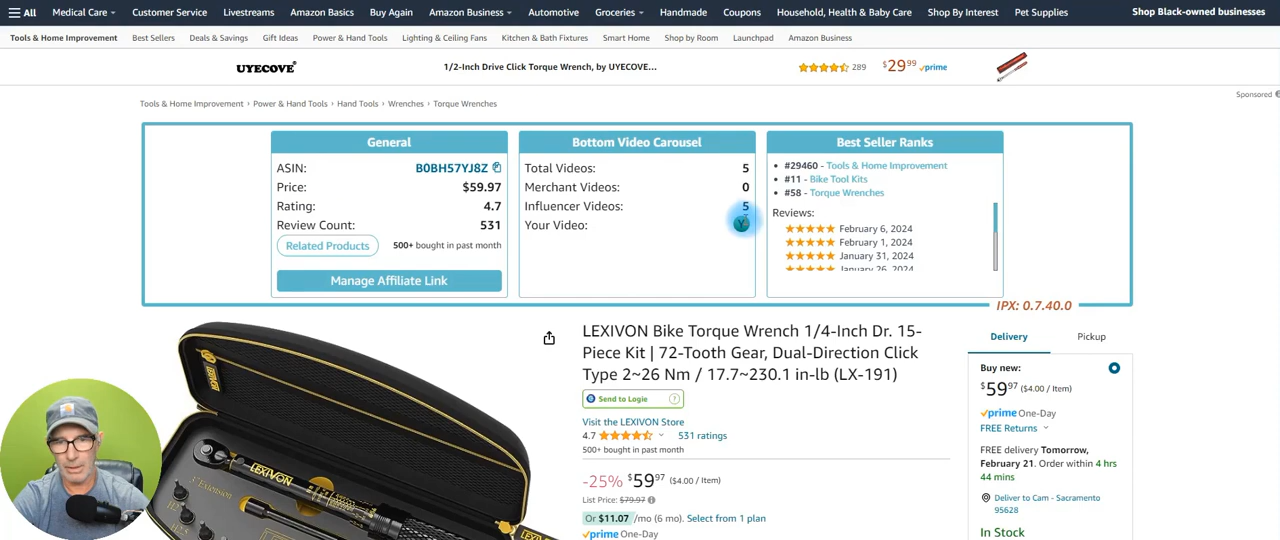 All Medical Care Customer Service Livestreams Amazon Basics Buy Again Amazon Business Automotive Groceries Handmade Coupons Household, Health & Baby Care Shop By Interest Pet Supplies Shop Black-owned businesses
Tools & Home Improvement Best Sellers Deals & Savings Gift Ideas Power & Hand Tools Lighting & Ceiling Fans Kitchen & Bath Fixtures Smart Home Shop by Room Launchpad Amazon Business
UYECOVE 1/2-Inch Drive Click Torque Wrench, by UYECOVE... 289 $29.99 prime
Sponsored
Tools & Home Improvement › Power & Hand Tools › Hand Tools › Wrenches › Torque Wrenches
General
ASIN: B0BH57YJ8Z
Price: $59.97
Rating: 4.7
Review Count: 531
Related Products 500+ bought in past month
Manage Affiliate Link
Bottom Video Carousel
Total Videos: 5
Merchant Videos: 0
Influencer Videos: 5
Your Video:
Best Seller Ranks
• #29460 - Tools & Home Improvement
• #11 - Bike Tool Kits
• #58 - Torque Wrenches
Reviews:
February 6, 2024
February 1, 2024
January 31, 2024
January 26, 2024
IPX: 0.7.40.0
LEXIVON
3" Extension
LEXIVON
LEXIVON Bike Torque Wrench 1/4-Inch Dr. 15-
Piece Kit | 72-Tooth Gear, Dual-Direction Click
Type 2~26 Nm / 17.7~230.1 in-lb (LX-191)
Send to Logie ?
Visit the LEXIVON Store
4.7 531 ratings
500+ bought in past month
-25% $59.97 ($4.00 / Item)
List Price: $79.97
Or $11.07 /mo (6 mo). Select from 1 plan
prime One-Day
FREE Returns
Delivery Pickup
Buy new:
$59.97 ($4.00 / Item)
prime One-Day
FREE Returns
FREE delivery Tomorrow,
February 21. Order within 4 hrs
44 mins
Deliver to Cam - Sacramento
95628
In Stock